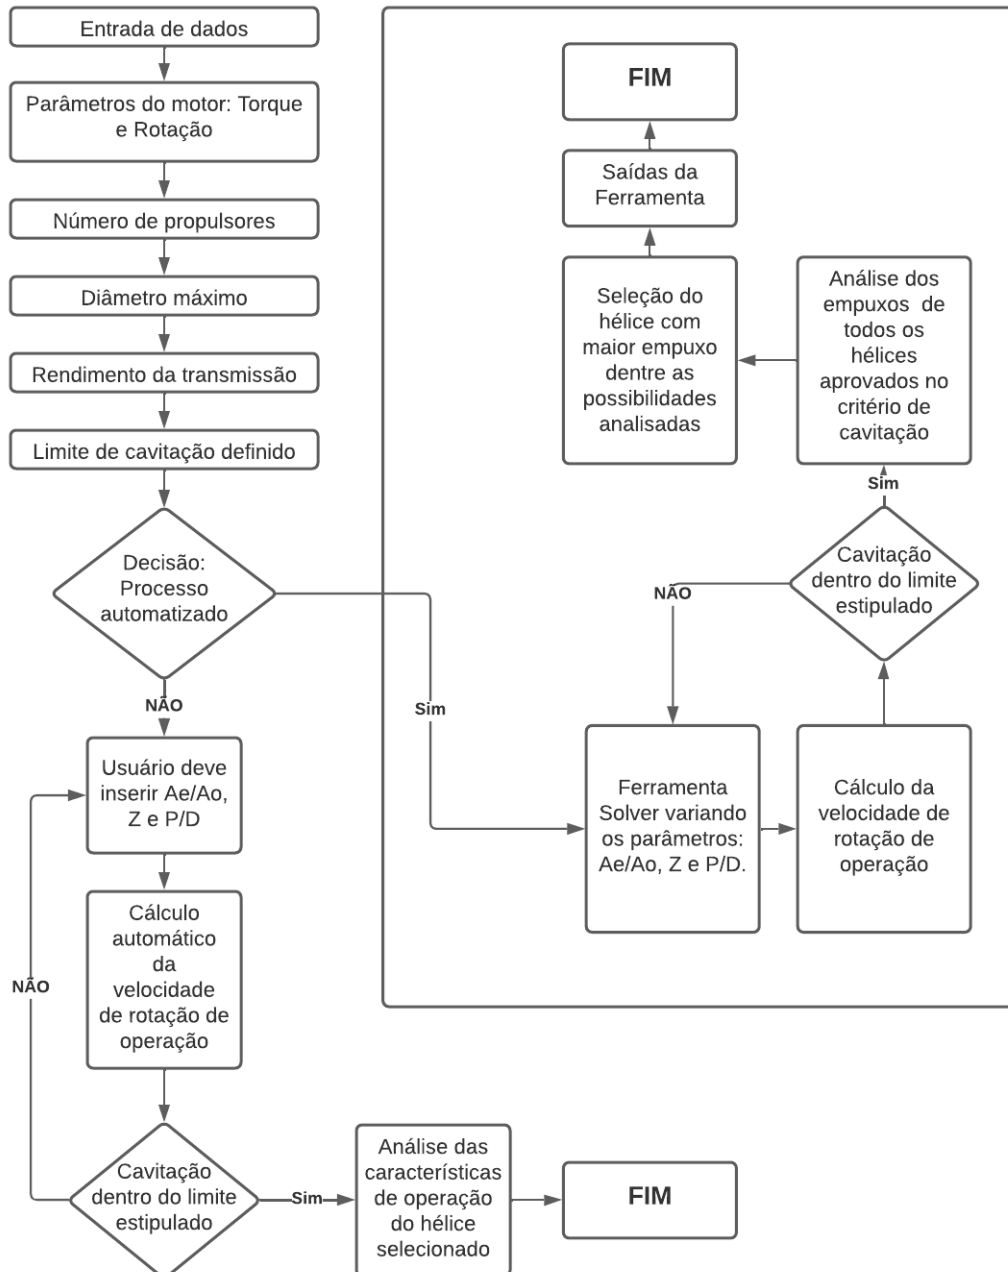 Entrada de dados
Parâmetros do motor: Torque
e Rotação
Número de propulsores
Diâmetro máximo
Rendimento da transmissão
Limite de cavitação definido
Decisão:
Processo
automatizado
NÃO
Usuário deve
inserir Ae/Ao,
Z e P/D
Cálculo
automático
da
velocidade
de rotação de
operação
NÃO
Cavitação
dentro do limite
estipulado
Sim
Análise das
características
de operação
do hélice
selecionado
FIM
Sim
Ferramenta
Solver variando
os parâmetros:
Ae/Ao, Z e P/D.
Cálculo da
velocidade de
rotação de
operação
Cavitação
dentro do limite
estipulado
NÃO
Sim
Análise dos
empuxos de
todos os
hélices
aprovados no
critério de
cavitação
Seleção do
hélice com
maior empuxo
dentre as
possibilidades
analisadas
Saídas da
Ferramenta
FIM